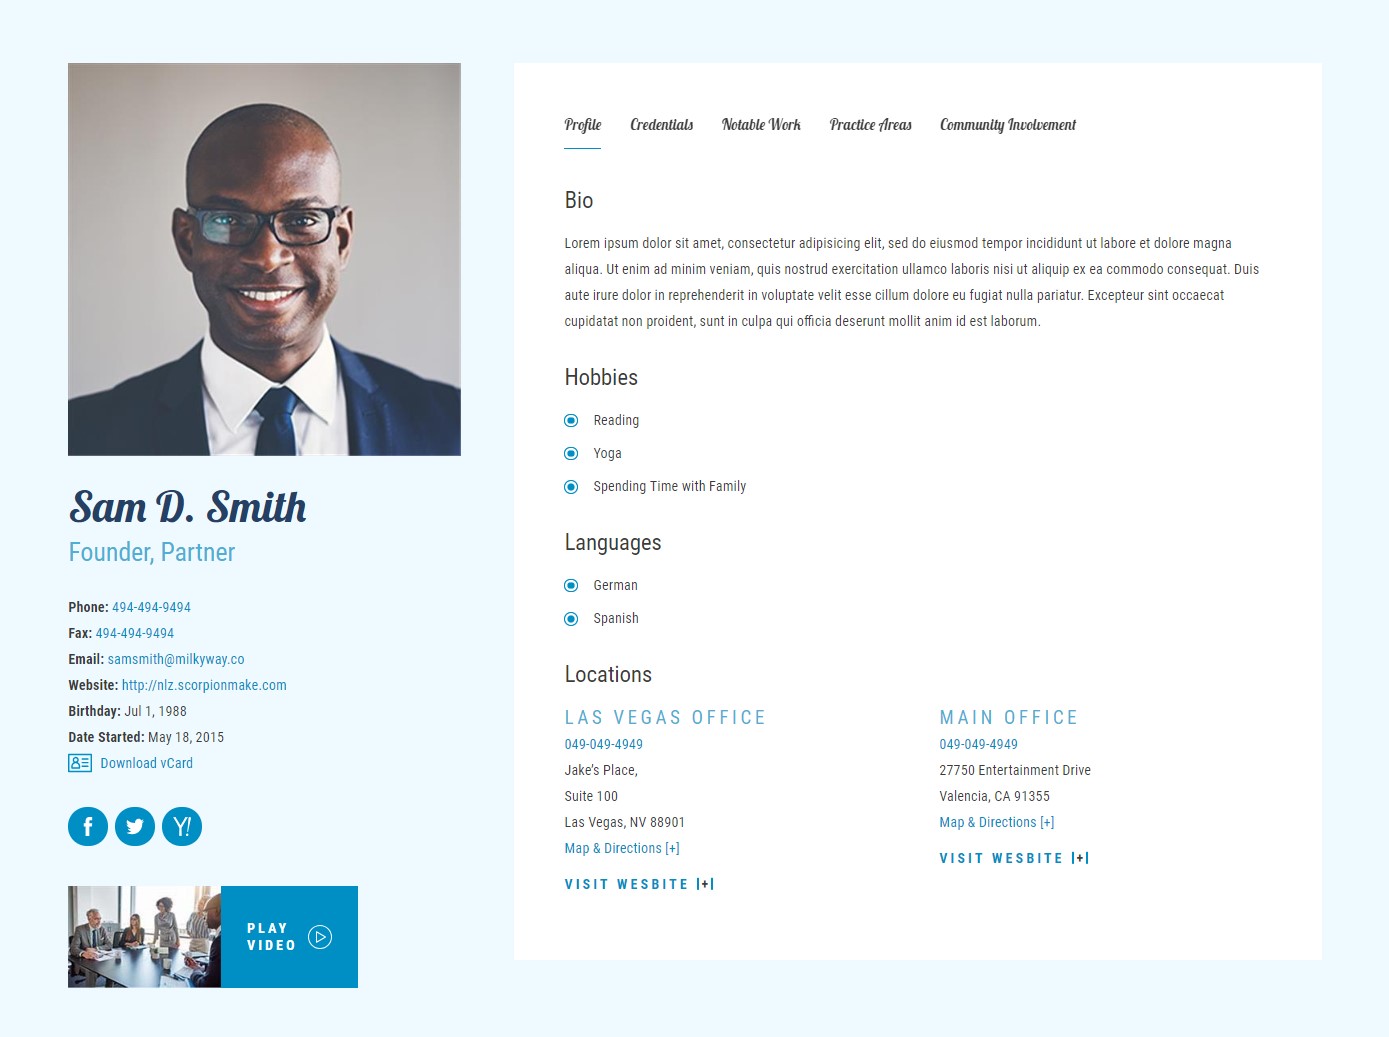 Sam D. Smith
Founder, Partner
Phone: 494-494-9494
Fax: 494-494-9494
Email: samsmith@milkyway.co
Website: http://nlz.scorpionmake.com
Birthday: Jul 1, 1988
Date Started: May 18, 2015
Download vCard
f
Y!
PLAY
VIDEO
Profile Credentials Notable Work Practice Areas Community Involvement
Bio
Lorem ipsum dolor sit amet, consectetur adipisicing elit, sed do eiusmod tempor incididunt ut labore et dolore magna
aliqua. Ut enim ad minim veniam, quis nostrud exercitation ullamco laboris nisi ut aliquip ex ea commodo consequat. Duis
aute irure dolor in reprehenderit in voluptate velit esse cillum dolore eu fugiat nulla pariatur. Excepteur sint occaecat
cupidatat non proident, sunt in culpa qui officia deserunt mollit anim id est laborum.
Hobbies
Reading
Yoga
Spending Time with Family
Languages
German
Spanish
Locations
LAS VEGAS OFFICE
049-049-4949
Jake’s Place,
Suite 100
Las Vegas, NV 88901
Map & Directions [+]
VISIT WESBITE |+|
MAIN OFFICE
049-049-4949
27750 Entertainment Drive
Valencia, CA 91355
Map & Directions [+]
VISIT WESBITE |+|